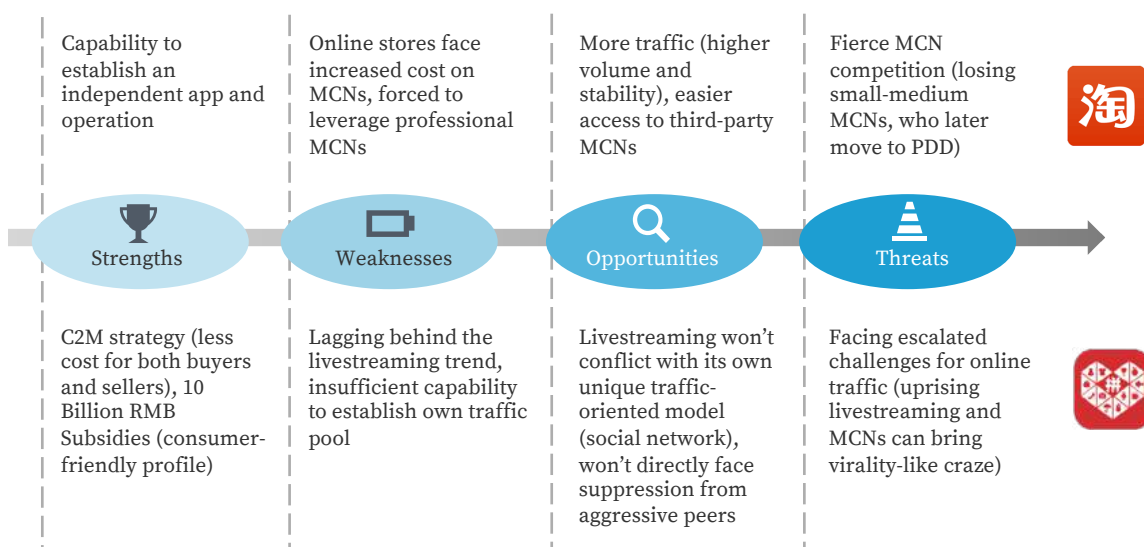 Capability to
establish an
independent app and
operation
Online stores face
increased cost on
MCNs, forced to
leverage professional
MCNs
More traffic (higher
volume and
stability), easier
access to third-party
MCNs
Fierce MCN
competition (losing
small-medium
MCNs, who later
move to PDD)
淘
Strengths
Weaknesses
Opportunities
Threats
C2M strategy (less
cost for both buyers
and sellers), 10
Billion RMB
Subsidies (consumer-
friendly profile)
Lagging behind the
livestreaming trend,
insufficient capability
to establish own traffic
pool
Livestreaming won’t
conflict with its own
unique traffic-
oriented model
(social network),
won’t directly face
suppression from
aggressive peers
Facing escalated
challenges for online
traffic (uprising
livestreaming and
MCNs can bring
virality-like craze)
拼